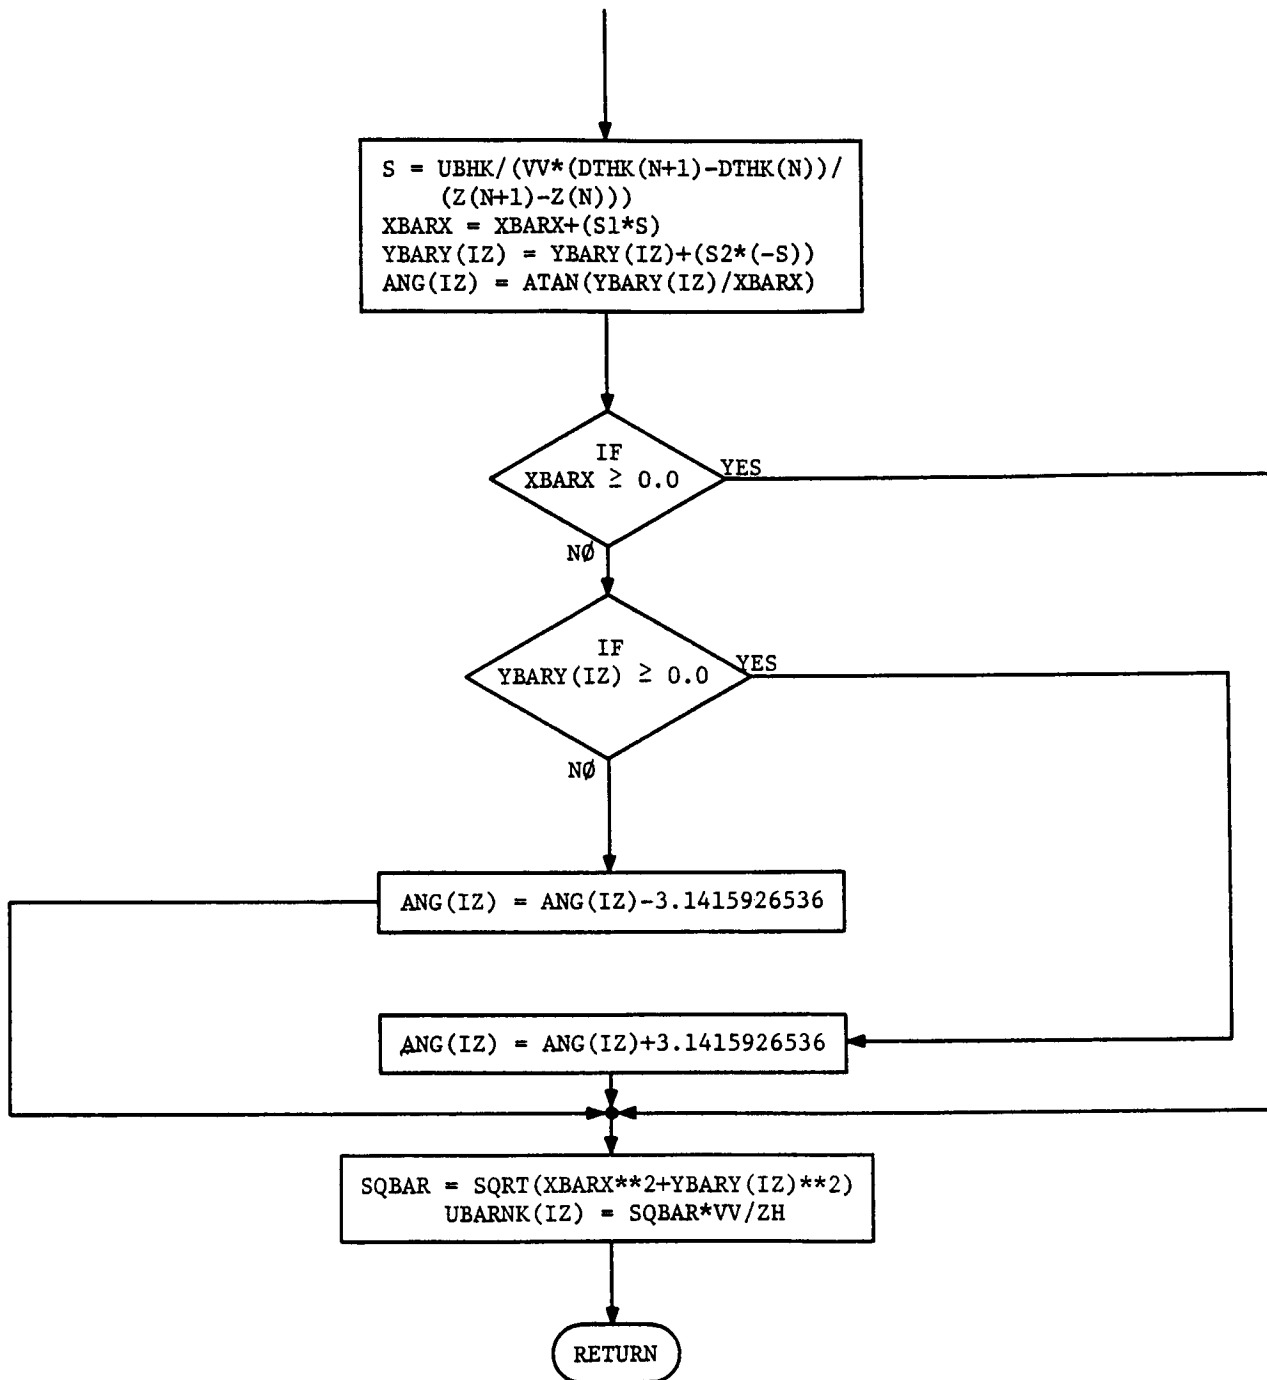 S = UBHK/(VV*(DTHK(N+1)-DTHK(N))/
(Z(N+1)-Z(N)))
XBARX = XBARX+(S1*S)
YBARY(IZ) = YBARY(IZ)+(S2*(-S))
ANG(IZ) = ATAN(YBARY(IZ)/XBARX)
IF
XBARX ≥ 0.0
YES
NØ
IF
YBARY(IZ) ≥ 0.0
YES
NØ
ANG(IZ) = ANG(IZ)-3.1415926536
ANG(IZ) = ANG(IZ)+3.1415926536
SQBAR = SQRT(XBARX**2+YBARY(IZ)**2)
UBARNK(IZ) = SQBAR*VV/ZH
RETURN